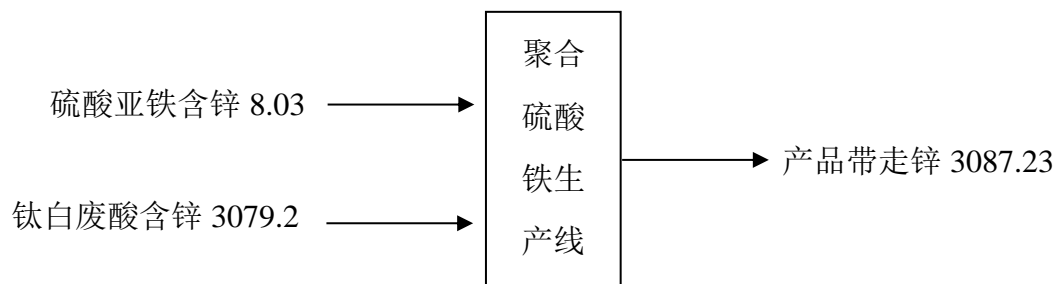 聚合
硫酸
铁生
产线
硫酸亚铁含锌 8.03
钛白废酸含锌 3079.2
产品带走锌 3087.23